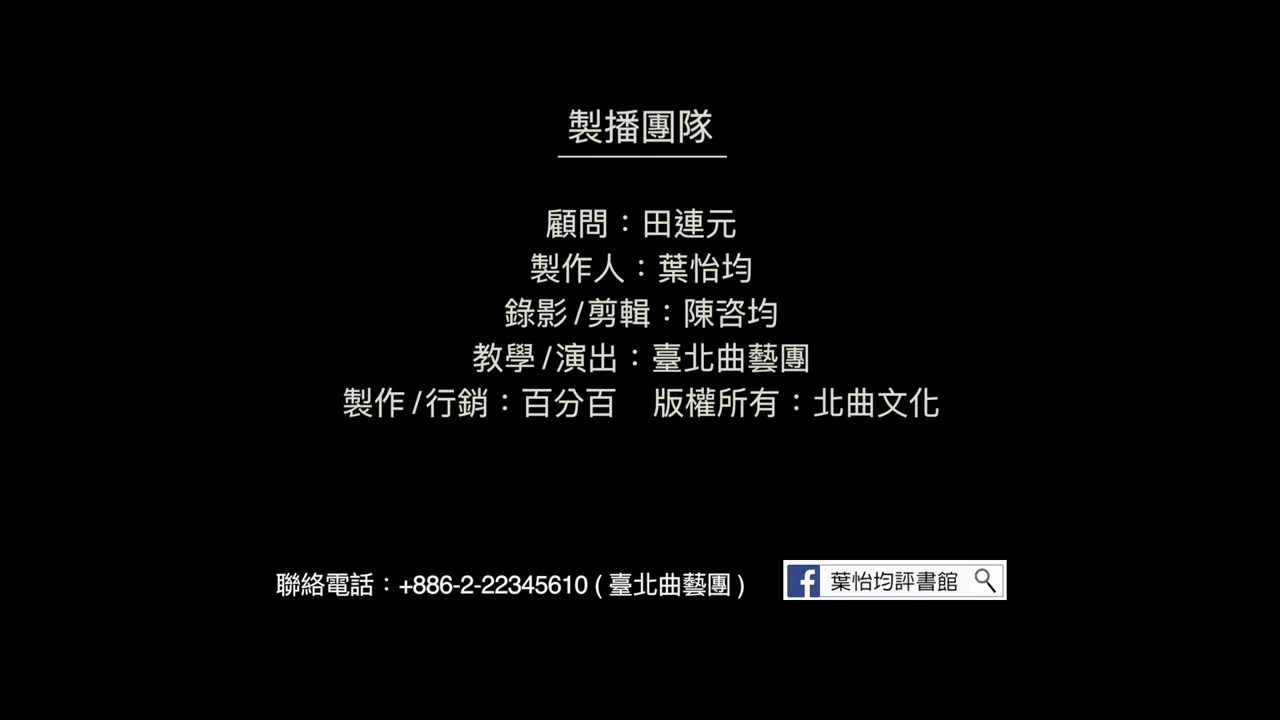 製播團隊
顧問：田連元
製作人：葉怡均
錄影/剪輯：陳咨均
教學/演出：臺北曲藝團
製作/行銷：百分百　版權所有：北曲文化
聯絡電話：+886-2-22345610 ( 臺北曲藝團 )　f 葉怡均評書館